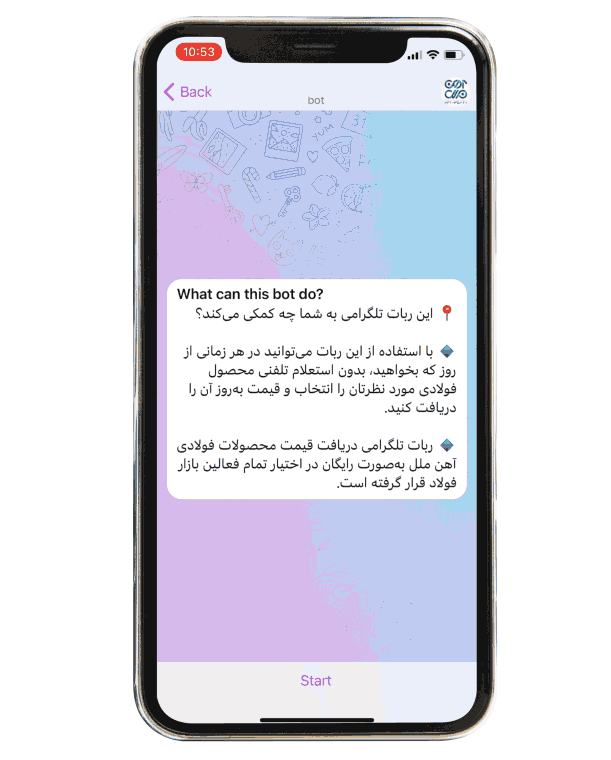 10:53
Back
bot
What can this bot do?
📍 این ربات تلگرامی به شما چه کمکی می‌کند؟
🔷 با استفاده از این ربات می‌توانید در هر زمانی از
روز که بخواهید، بدون استعلام تلفنی محصول
فولادی مورد نظرتان را انتخاب و قیمت به‌روز آن را
دریافت کنید.
🔷 ربات تلگرامی دریافت قیمت محصولات فولادی
آهن ملل به‌صورت رایگان در اختیار تمام فعالین بازار
فولاد قرار گرفته است.
Start